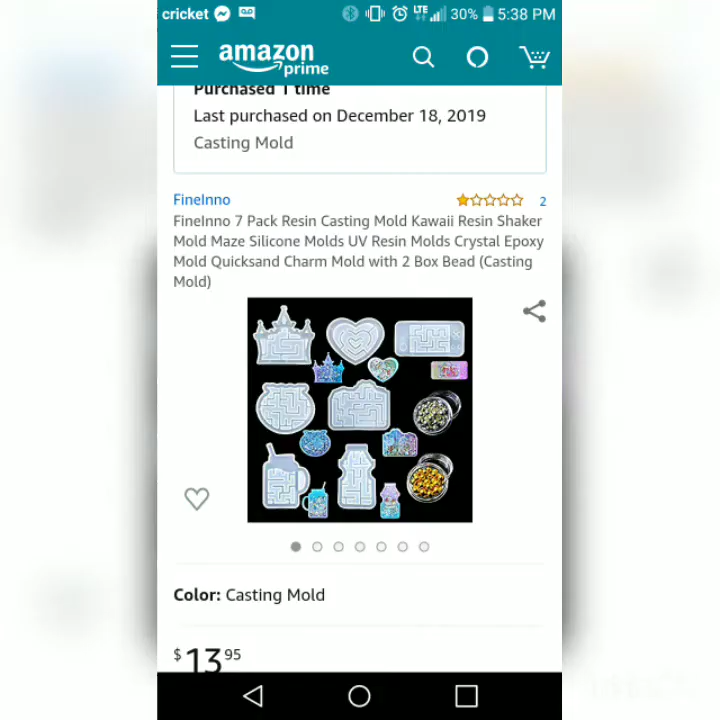 cricket LTE 30% 5:38 PM
amazon
prime
Purchased 1 time
Last purchased on December 18, 2019
Casting Mold
FineInno 2
FineInno 7 Pack Resin Casting Mold Kawaii Resin Shaker
Mold Maze Silicone Molds UV Resin Molds Crystal Epoxy
Mold Quicksand Charm Mold with 2 Box Bead (Casting
Mold)
Color: Casting Mold
$13 95